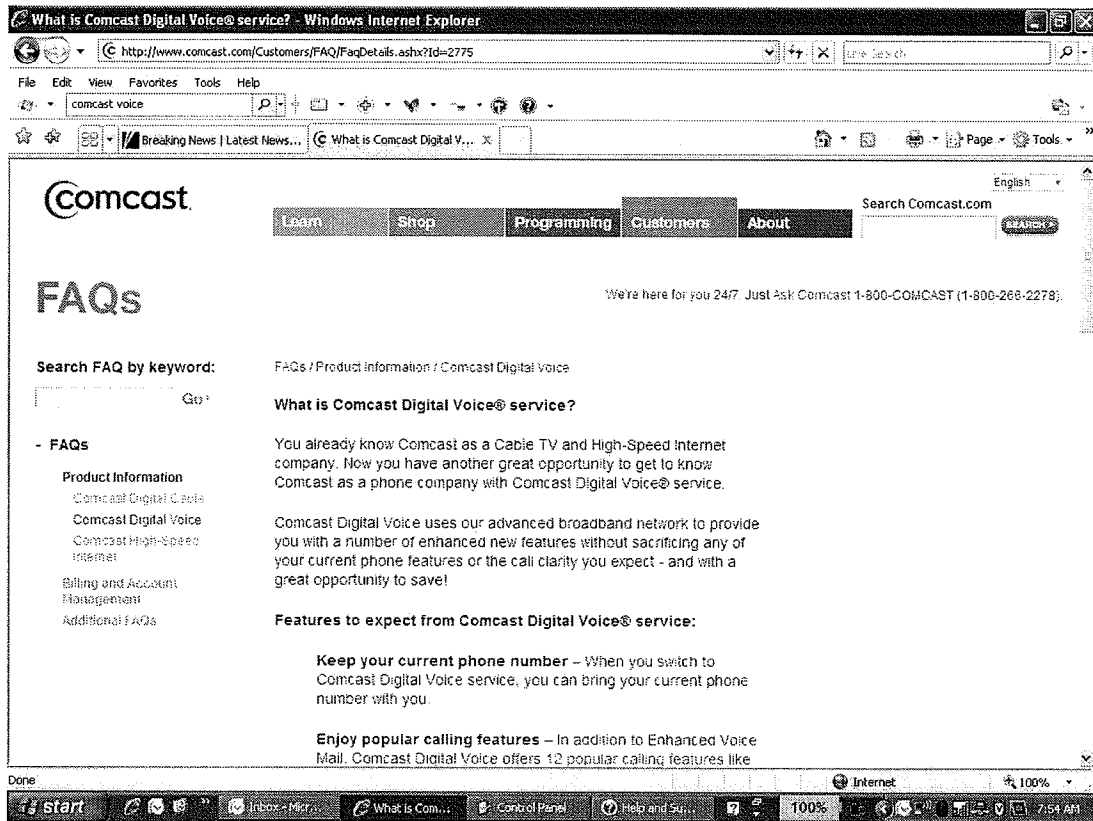 What is Comcast Digital Voice® service? - Windows Internet Explorer
http://www.comcast.com/Customers/FAQ/FaqDetails.ashx?Id=2775
Live Search
File Edit View Favorites Tools Help
comcast voice
Breaking News | Latest News... What is Comcast Digital V... Page Tools
comcast.
English
Search Comcast.com
Learn Shop Programming Customers About
SEARCH
FAQs
We're here for you 24/7. Just Ask Comcast 1-800-COMCAST (1-800-266-2278).
Search FAQ by keyword:
Go
- FAQs
Product Information
Comcast Digital Cable
Comcast Digital Voice
Comcast High-Speed
Internet
Billing and Account
Management
Additional FAQs
FAQs / Product Information / Comcast Digital Voice
What is Comcast Digital Voice® service?
You already know Comcast as a Cable TV and High-Speed Internet
company. Now you have another great opportunity to get to know
Comcast as a phone company with Comcast Digital Voice® service.
Comcast Digital Voice uses our advanced broadband network to provide
you with a number of enhanced new features without sacrificing any of
your current phone features or the call clarity you expect - and with a
great opportunity to save!
Features to expect from Comcast Digital Voice® service:
Keep your current phone number – When you switch to
Comcast Digital Voice service, you can bring your current phone
number with you.
Enjoy popular calling features – In addition to Enhanced Voice
Mail, Comcast Digital Voice offers 12 popular calling features like
Done Internet 100%
start Inbox - Micr... What is Com... Control Panel Help and Su... 100% 7:54 AM